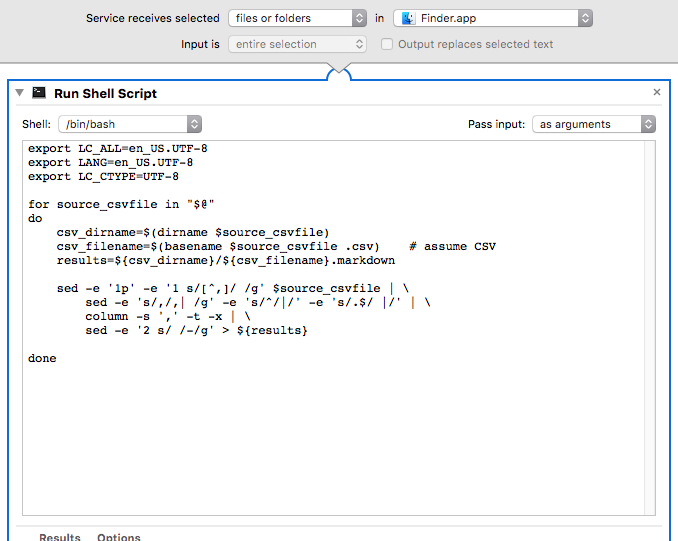 Service receives selected files or folders in Finder.app
Input is entire selection Output replaces selected text
Run Shell Script
Shell: /bin/bash Pass input: as arguments
export LC_ALL=en_US.UTF-8
export LANG=en_US.UTF-8
export LC_CTYPE=UTF-8
for source_csvfile in "$@"
do
    csv_dirname=$(dirname $source_csvfile)
    csv_filename=$(basename $source_csvfile .csv)    # assume CSV
    results=${csv_dirname}/${csv_filename}.markdown
    sed -e '1p' -e '1 s/[^,]/ /g' $source_csvfile | \
        sed -e 's/,/,| /g' -e 's/^/|/' -e 's/.$/ |/' | \
        column -s ',' -t -x | \
        sed -e '2 s/ /-/g' > ${results}
done
Results Options